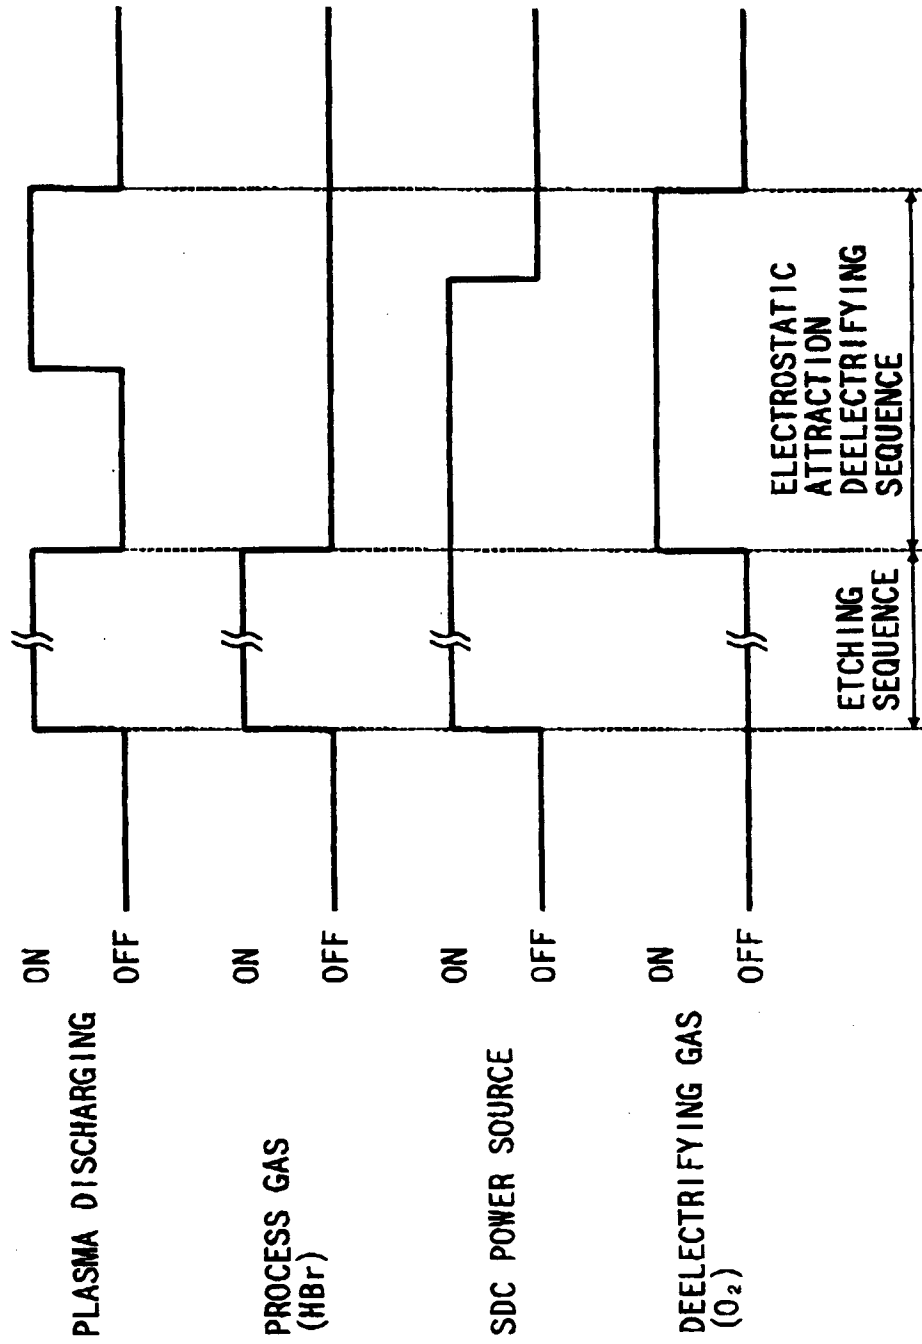 PLASMA DISCHARGING
ON
OFF
PROCESS GAS
(HBr)
ON
OFF
SDC POWER SOURCE
ON
OFF
DEELECTRIFYING GAS
(O₂)
ON
OFF
ETCHING
SEQUENCE
ELECTROSTATIC
ATTRACTION
DEELECTRIFYING
SEQUENCE